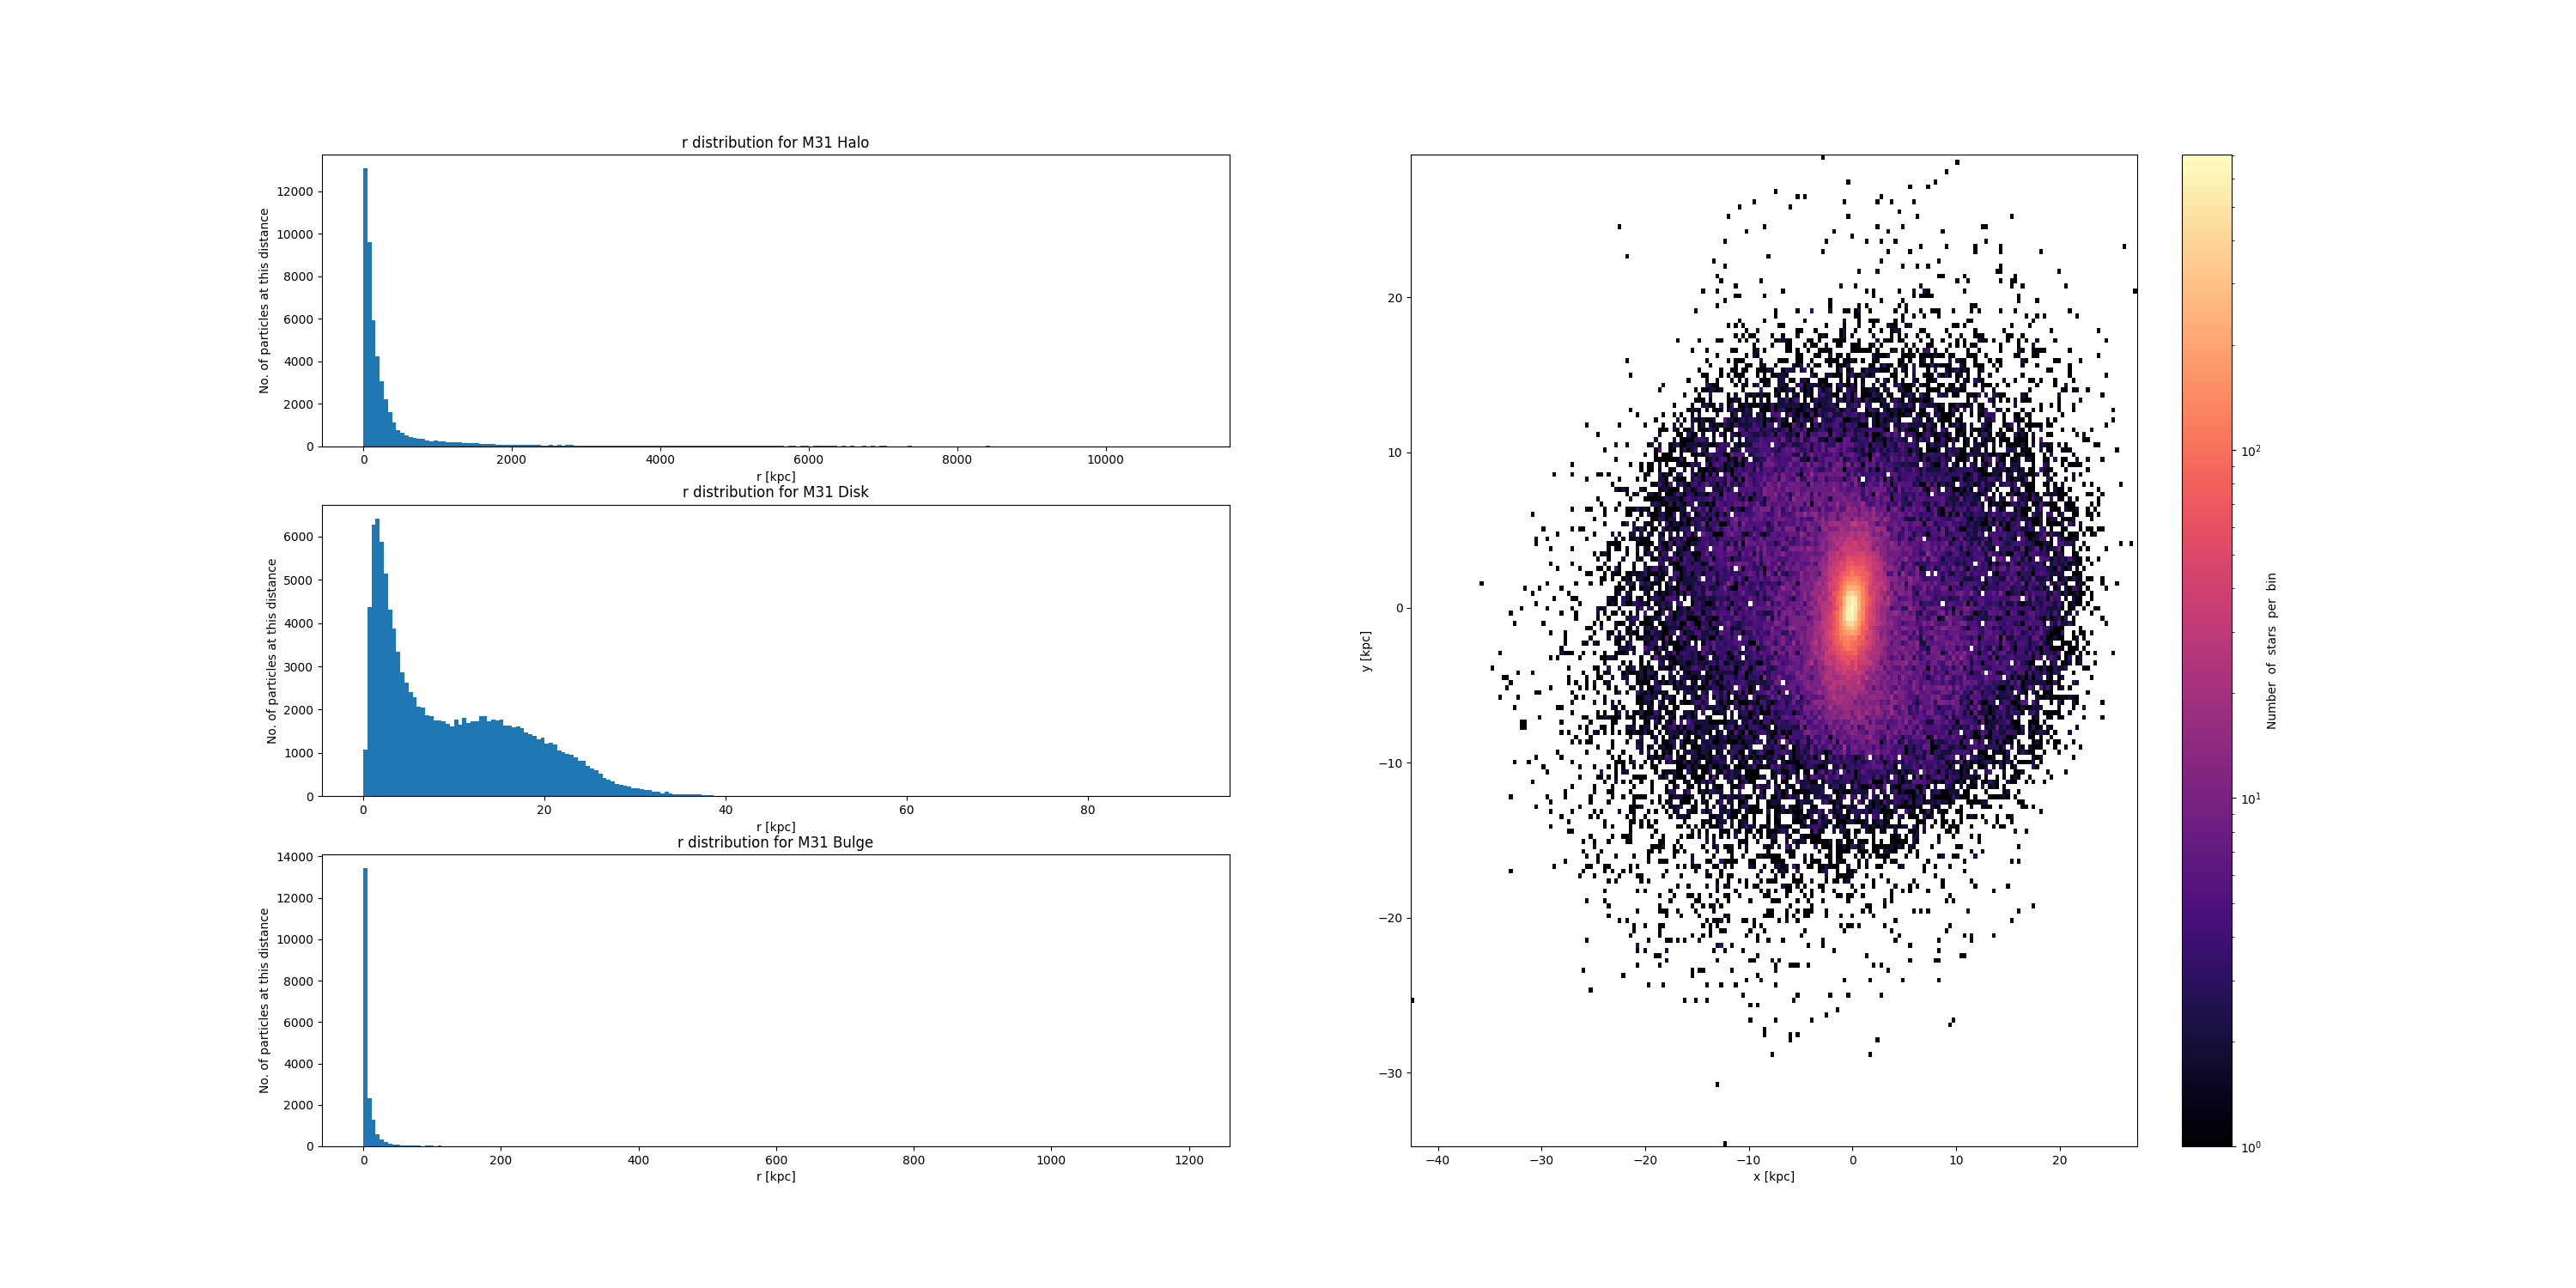 r distribution for M31 Halo
No. of particles at this distance
12000
10000
8000
6000
4000
2000
0
0 2000 4000 6000 8000 10000
r [kpc]
r distribution for M31 Disk
No. of particles at this distance
6000
5000
4000
3000
2000
1000
0
0 20 40 60 80
r [kpc]
r distribution for M31 Bulge
No. of particles at this distance
14000
12000
10000
8000
6000
4000
2000
0
0 200 400 600 800 1000 1200
r [kpc]
y [kpc]
20
10
0
−10
−20
−30
−40 −30 −20 −10 0 10 20
x [kpc]
10²
10¹
10⁰
Number of stars per bin